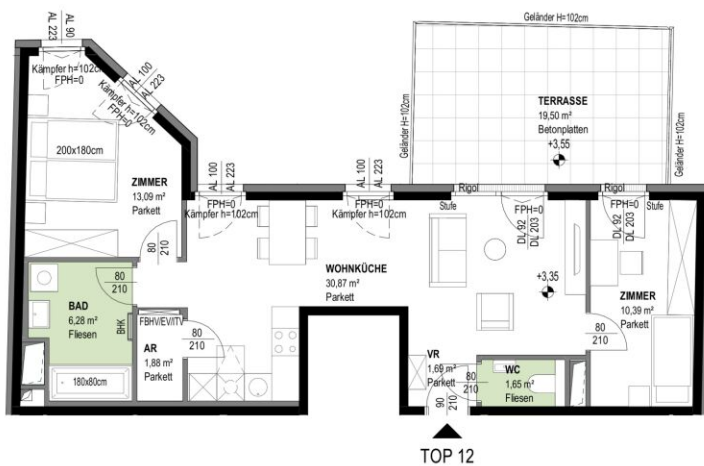 Geländer H=102cm
AL 90
AL 223
Kämpfer h=102cm
FPH=0
AL 100
AL 223
Kämpfer h=102cm
FPH=0
Geländer H=102cm
TERRASSE
19,50 m²
Betonplatten
+3,55
Geländer H=102cm
200x180cm
ZIMMER
13,09 m²
Parkett
AL 100
AL 223
FPH=0
Kämpfer h=102cm
AL 100
AL 223
FPH=0
Kämpfer h=102cm
Rigol
Stufe
FPH=0
DL 92
DL 203
Rigol
Stufe
FPH=0
DL 92
DL 203
80
210
80
210
BAD
6,28 m²
Fliesen
BHK
180x80cm
FBHV/EV/ITV
AR
1,88 m²
Parkett
80
210
WOHNKÜCHE
30,87 m²
Parkett
+3,35
ZIMMER
10,39 m²
Parkett
80
210
VR
1,69 m²
Parkett
80
210
WC
1,65 m²
Fliesen
90
210
TOP 12